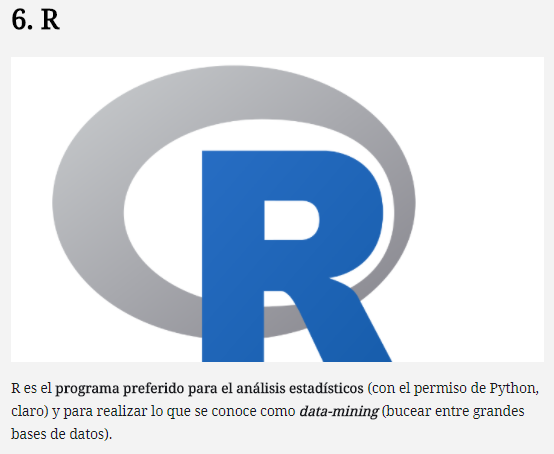 6. R
R
R es el programa preferido para el análisis estadísticos (con el permiso de Python,
claro) y para realizar lo que se conoce como data-mining (bucear entre grandes
bases de datos).